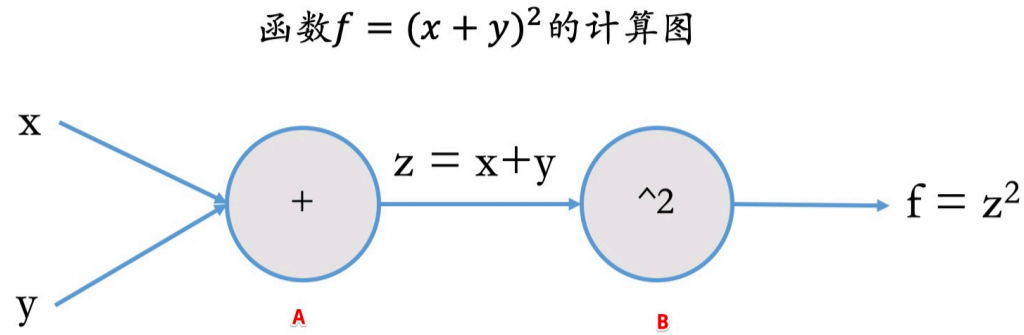 函数f = (x + y)²的计算图
x
+
z = x+y
^2
f = z²
y
A
B